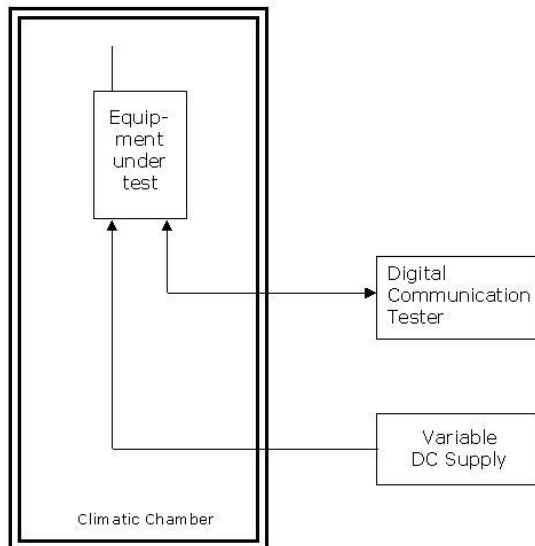 Equip-
ment
under
test
Digital
Communication
Tester
Variable
DC Supply
Climatic Chamber